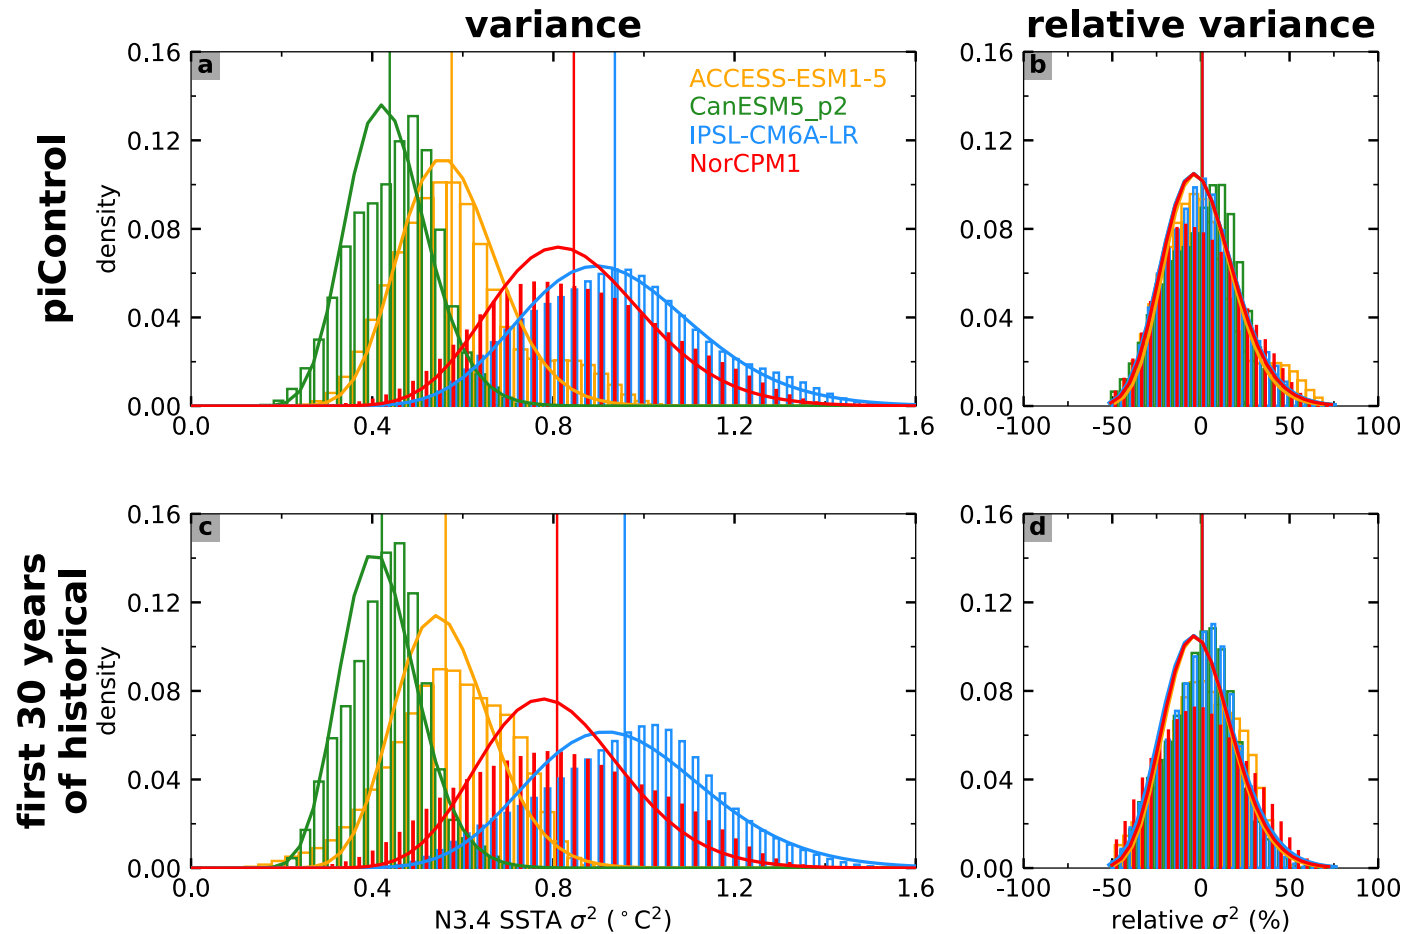 variance
relative variance
piControl
density
0.16
0.12
0.08
0.04
0.00
a
ACCESS-ESM1-5
CanESM5_p2
IPSL-CM6A-LR
NorCPM1
0.0 0.4 0.8 1.2 1.6
0.16
0.12
0.08
0.04
0.00
b
-100 -50 0 50 100
first 30 years
of historical
density
0.16
0.12
0.08
0.04
0.00
c
0.0 0.4 0.8 1.2 1.6
N3.4 SSTA σ² (°C²)
0.16
0.12
0.08
0.04
0.00
d
-100 -50 0 50 100
relative σ² (%)